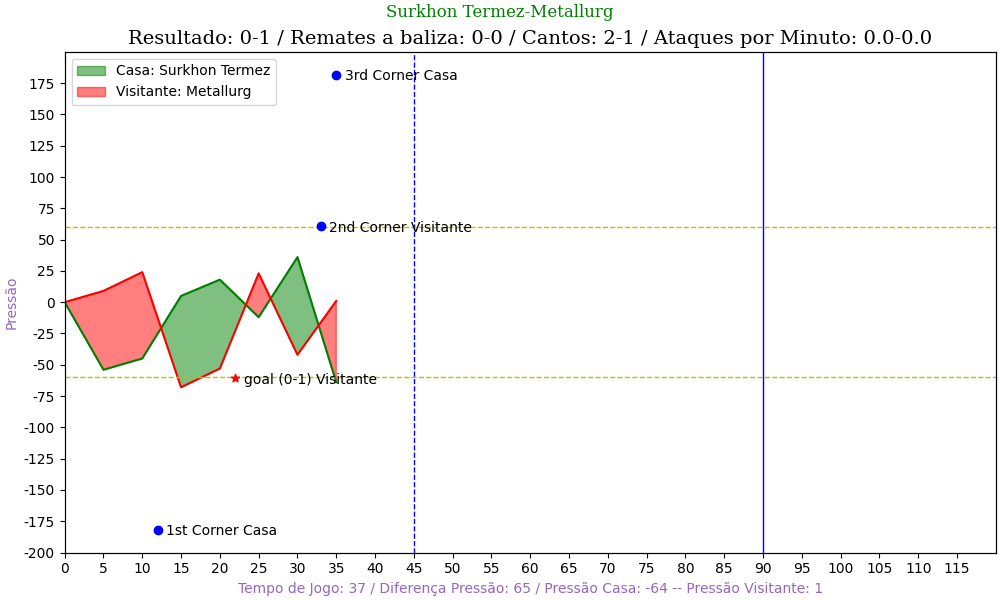 Surkhon Termez-Metallurg
Resultado: 0-1 / Remates a baliza: 0-0 / Cantos: 2-1 / Ataques por Minuto: 0.0-0.0
Casa: Surkhon Termez
Visitante: Metallurg
3rd Corner Casa
2nd Corner Visitante
goal (0-1) Visitante
1st Corner Casa
Pressão
175
150
125
100
75
50
25
0
-25
-50
-75
-100
-125
-150
-175
-200
0 5 10 15 20 25 30 35 40 45 50 55 60 65 70 75 80 85 90 95 100 105 110 115
Tempo de Jogo: 37 / Diferença Pressão: 65 / Pressão Casa: -64 -- Pressão Visitante: 1